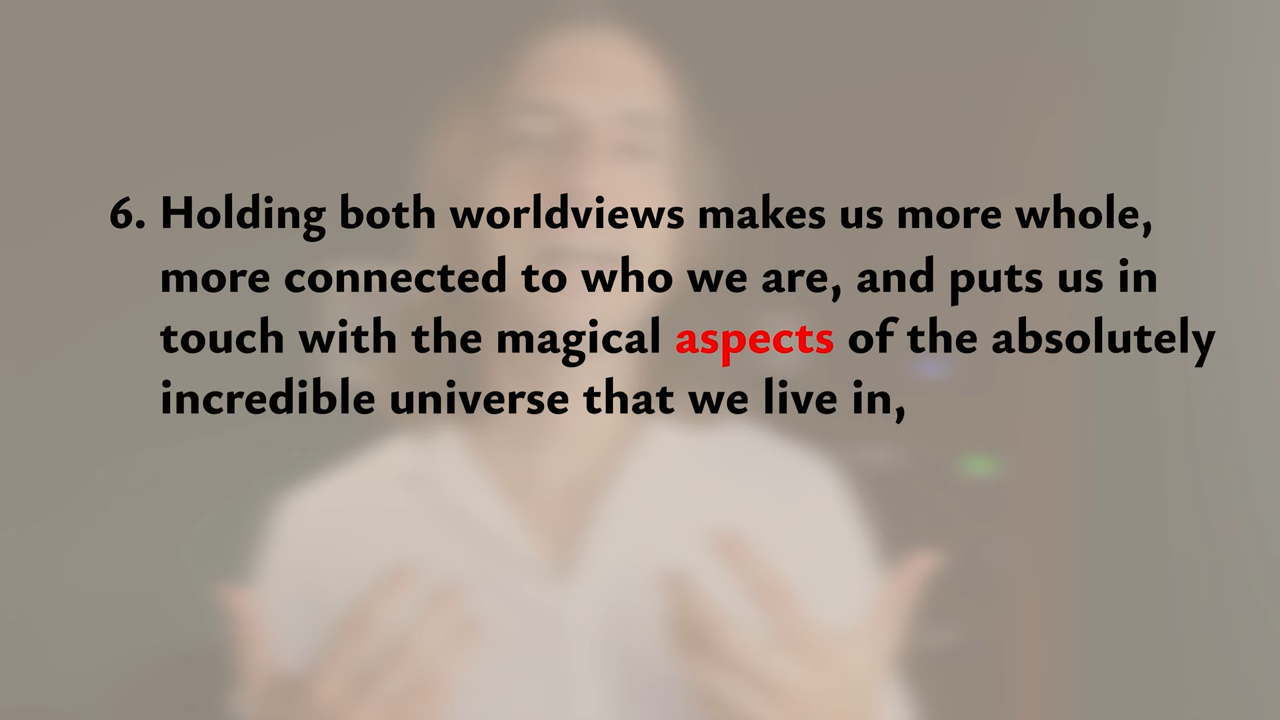 6. Holding both worldviews makes us more whole,
more connected to who we are, and puts us in
touch with the magical aspects of the absolutely
incredible universe that we live in,